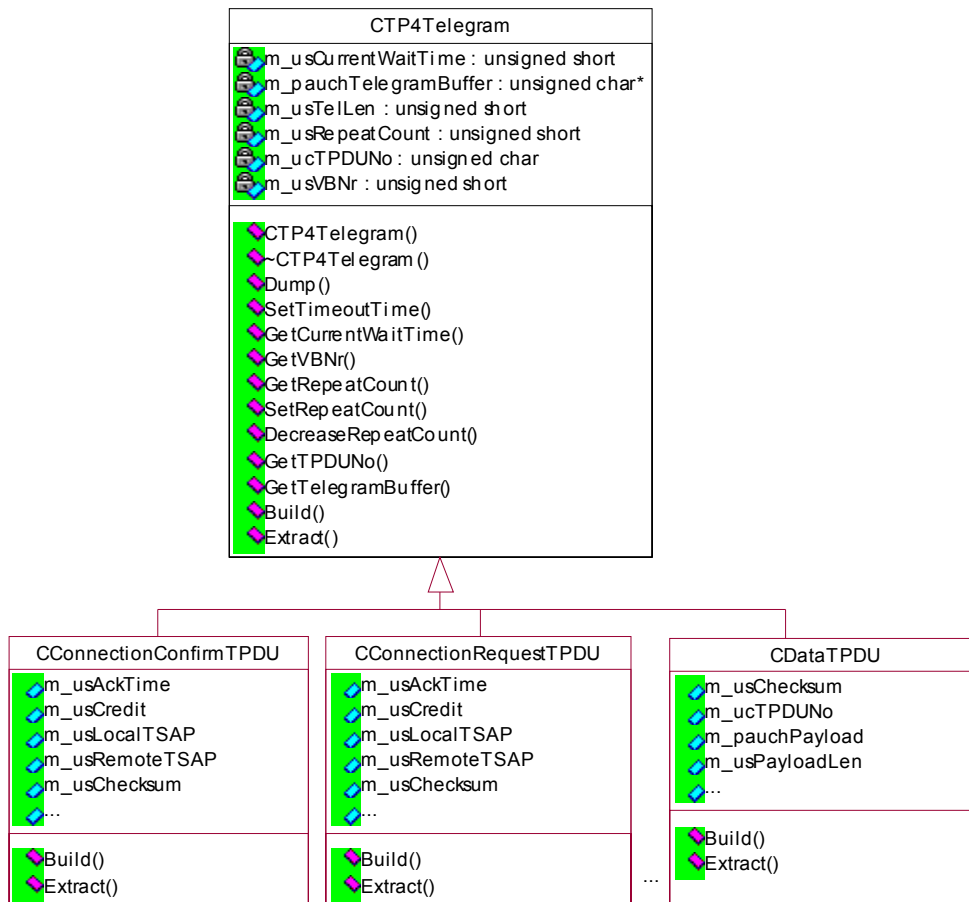 CTP4Telegram
m_usCurrentWaitTime : unsigned short
m_pauchTelegramBuffer : unsigned char*
m_usTelLen : unsigned short
m_usRepeatCount : unsigned short
m_ucTPDUNo : unsigned char
m_usVBNr : unsigned short
CTP4Telegram()
~CTP4Telegram()
Dump()
SetTimeoutTime()
GetCurrentWaitTime()
GetVBNr()
GetRepeatCount()
SetRepeatCount()
DecreaseRepeatCount()
GetTPDUNo()
GetTelegramBuffer()
Build()
Extract()
CConnectionConfirmTPDU
m_usAckTime
m_usCredit
m_usLocalTSAP
m_usRemoteTSAP
m_usChecksum
...
Build()
Extract()
CConnectionRequestTPDU
m_usAckTime
m_usCredit
m_usLocalTSAP
m_usRemoteTSAP
m_usChecksum
...
Build()
Extract()
...
CDataTPDU
m_usChecksum
m_ucTPDUNo
m_pauchPayload
m_usPayloadLen
...
Build()
Extract()